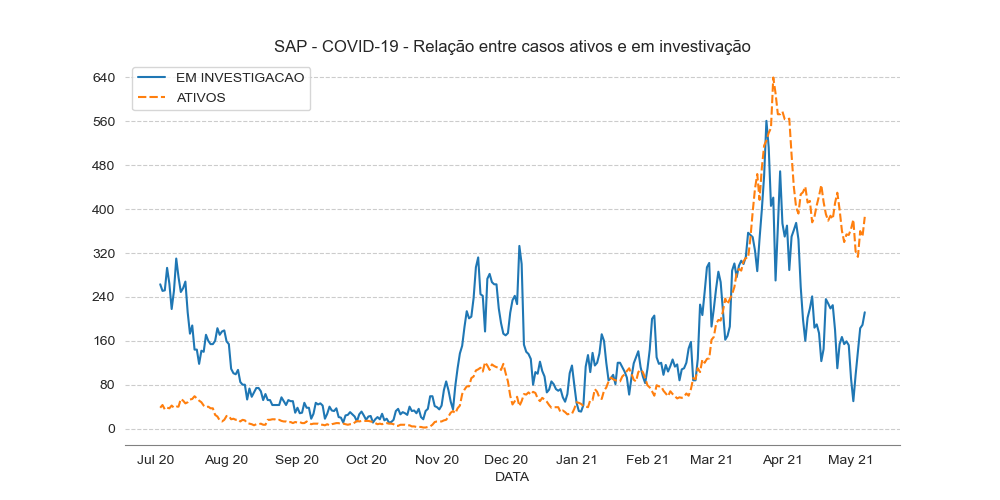 SAP - COVID-19 - Relação entre casos ativos e em investivação
EM INVESTIGACAO
ATIVOS
640
560
480
400
320
240
160
80
0
Jul 20 Aug 20 Sep 20 Oct 20 Nov 20 Dec 20 Jan 21 Feb 21 Mar 21 Apr 21 May 21
DATA